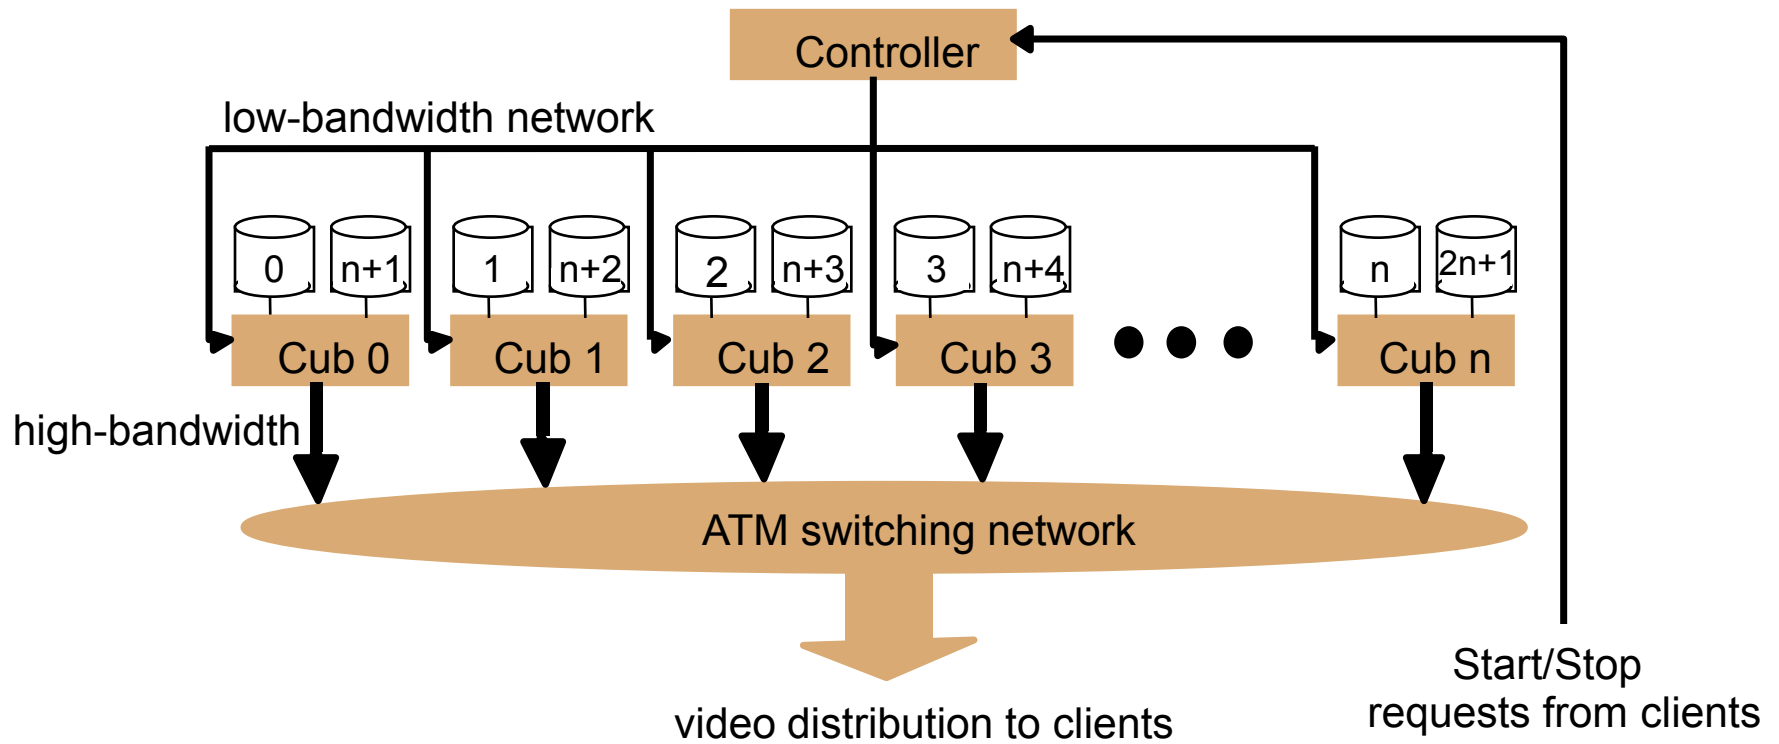 Controller
low-bandwidth network
0 n+1 1 n+2 2 n+3 3 n+4 n 2n+1
Cub 0 Cub 1 Cub 2 Cub 3 Cub n
high-bandwidth
ATM switching network
Start/Stop
requests from clients
video distribution to clients